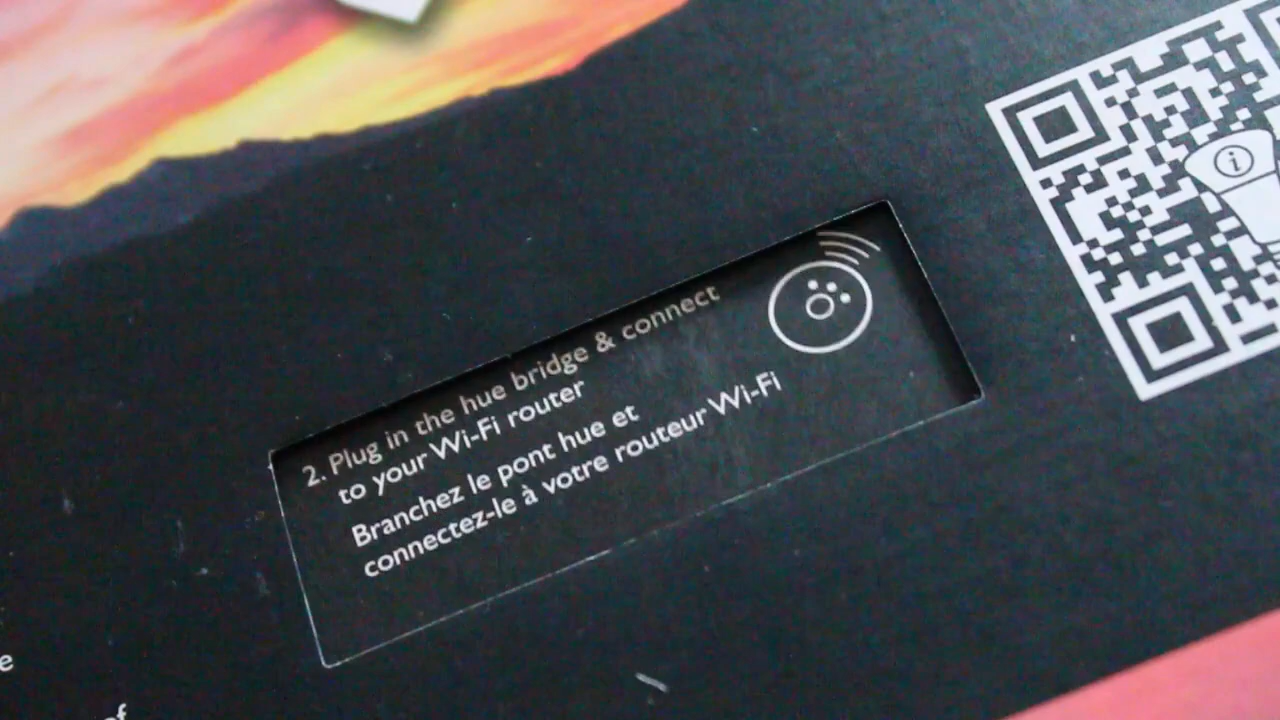 2. Plug in the hue bridge & connect
to your Wi-Fi router
Branchez le pont hue et
connectez-le à votre routeur Wi-Fi
e
of